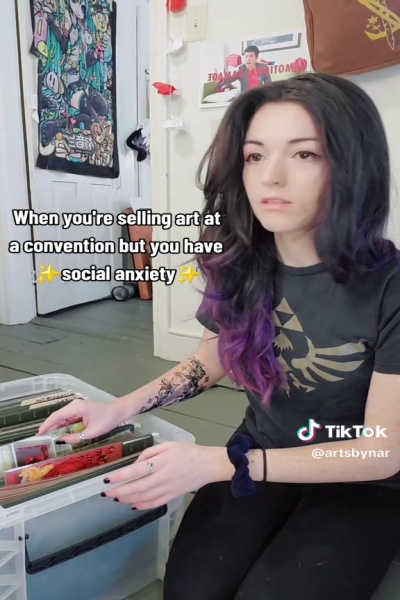 When you're selling art at
a convention but you have
✨ social anxiety ✨
TikTok
@artsbynar